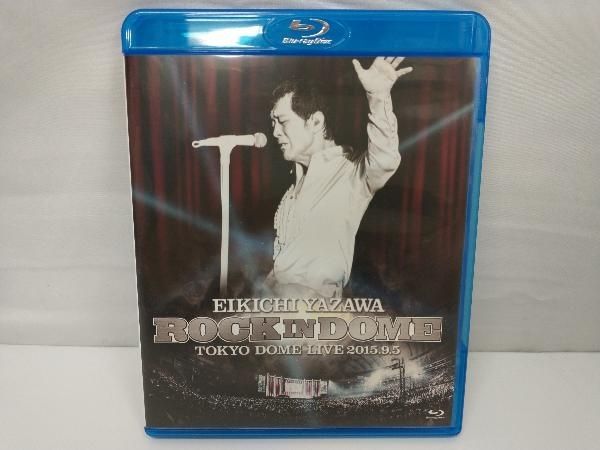 Blu-ray Disc
EIKICHI YAZAWA
ROCK IN DOME
TOKYO DOME LIVE 2015.9.5